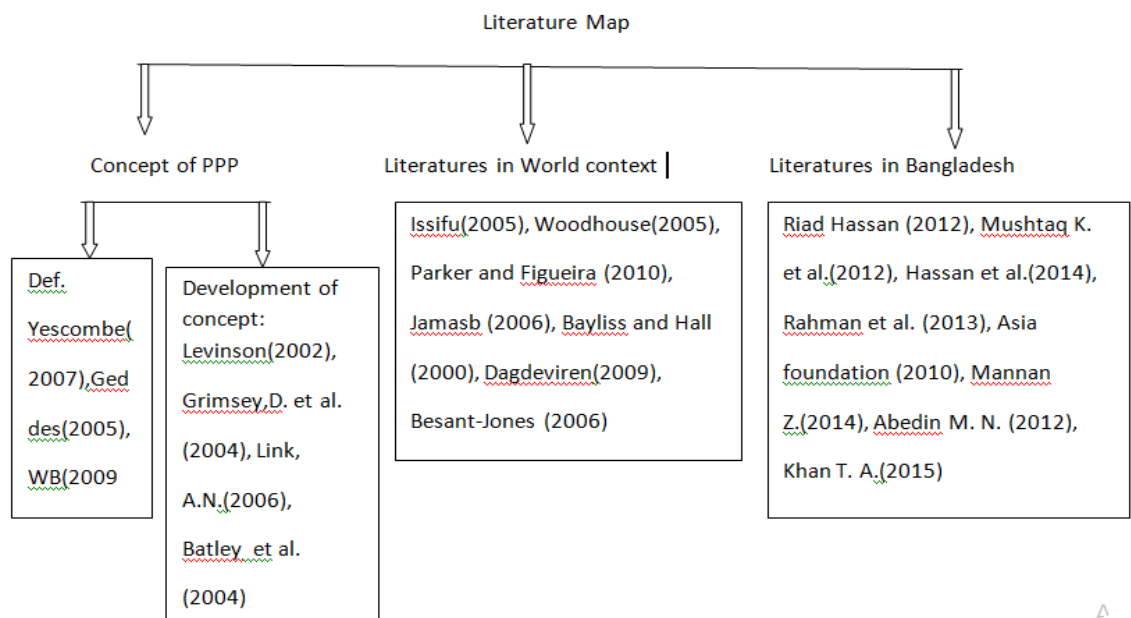 Literature Map
Concept of PPP
Literatures in World context
Literatures in Bangladesh
Def.
Yescombe(
2007),Ged
des(2005),
WB(2009
Development of
concept:
Levinson(2002),
Grimsey,D. et al.
(2004), Link,
A.N.(2006),
Batley, et al.
(2004)
Issifu(2005), Woodhouse(2005),
Parker and Figueira (2010),
Jamasb (2006), Bayliss and Hall
(2000), Dagdeviren(2009),
Besant-Jones (2006)
Riad Hassan (2012), Mushtaq K.
et al.(2012), Hassan et al.(2014),
Rahman et al. (2013), Asia
foundation (2010), Mannan
Z.(2014), Abedin M. N. (2012),
Khan T. A.(2015)